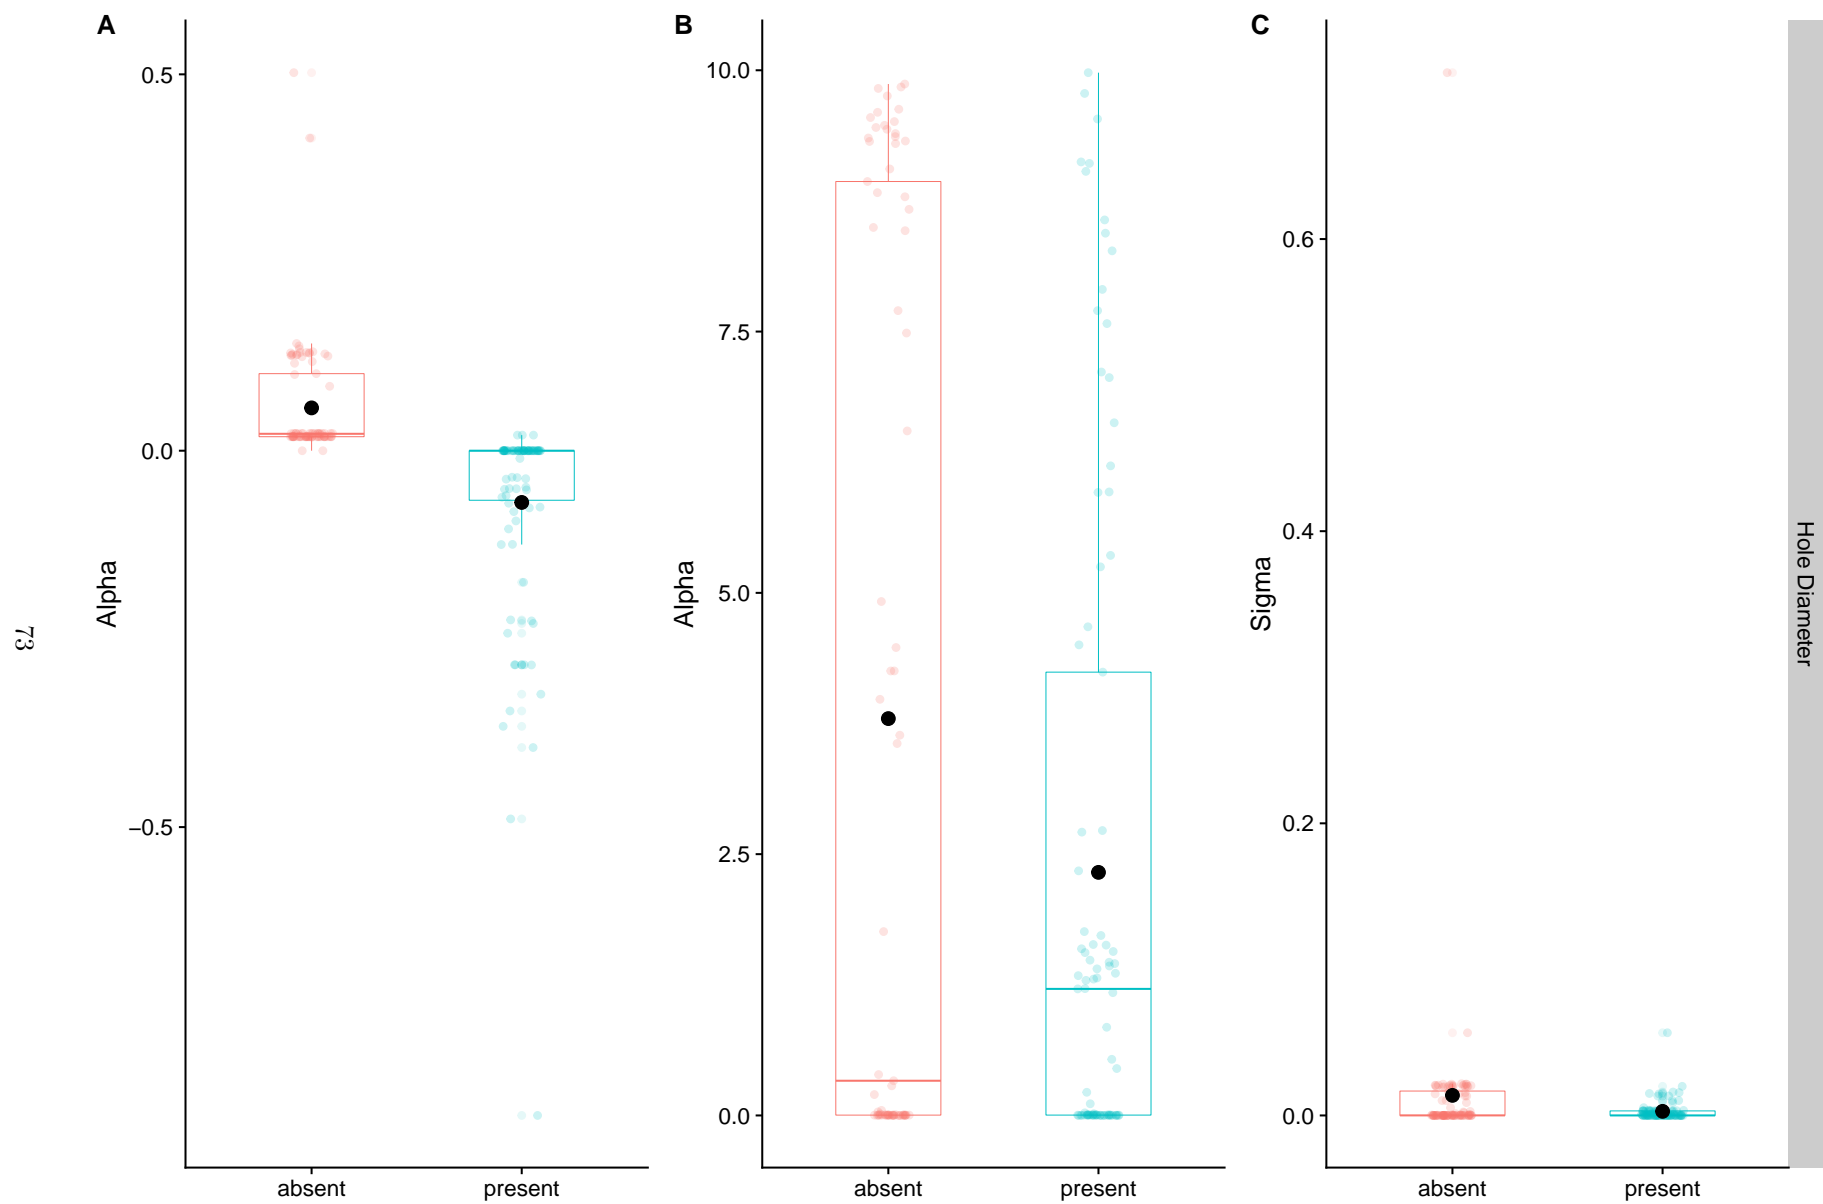 A
0.5
0.0
−0.5
Alpha
absent
present
B
10.0
7.5
5.0
2.5
0.0
Alpha
absent
present
C
0.6
0.4
0.2
0.0
Sigma
absent
present
Hole Diameter
73